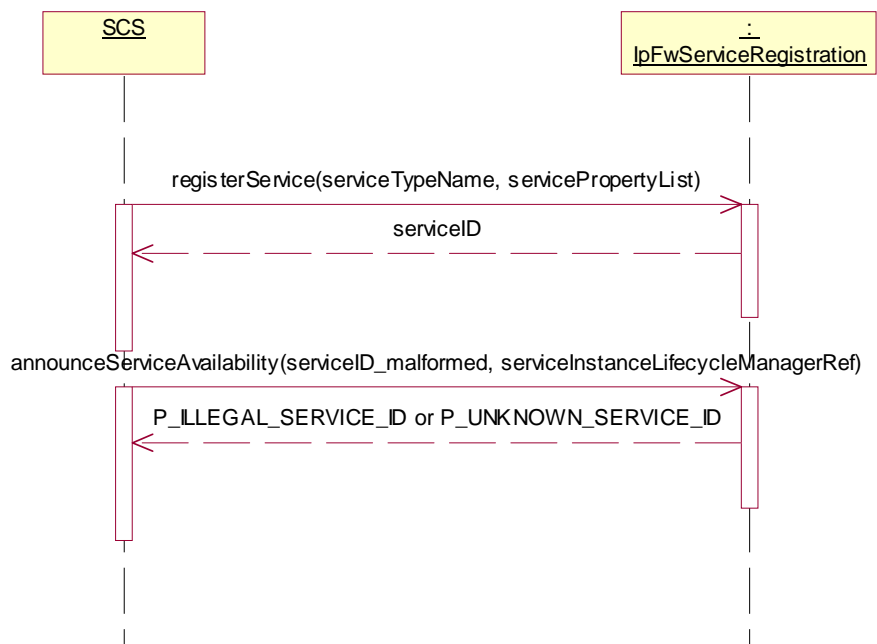 SCS
:
IpFwServiceRegistration
registerService(serviceTypeName, servicePropertyList)
serviceID
announceServiceAvailability(serviceID_malformed, serviceInstanceLifecycleManagerRef)
P_ILLEGAL_SERVICE_ID or P_UNKNOWN_SERVICE_ID